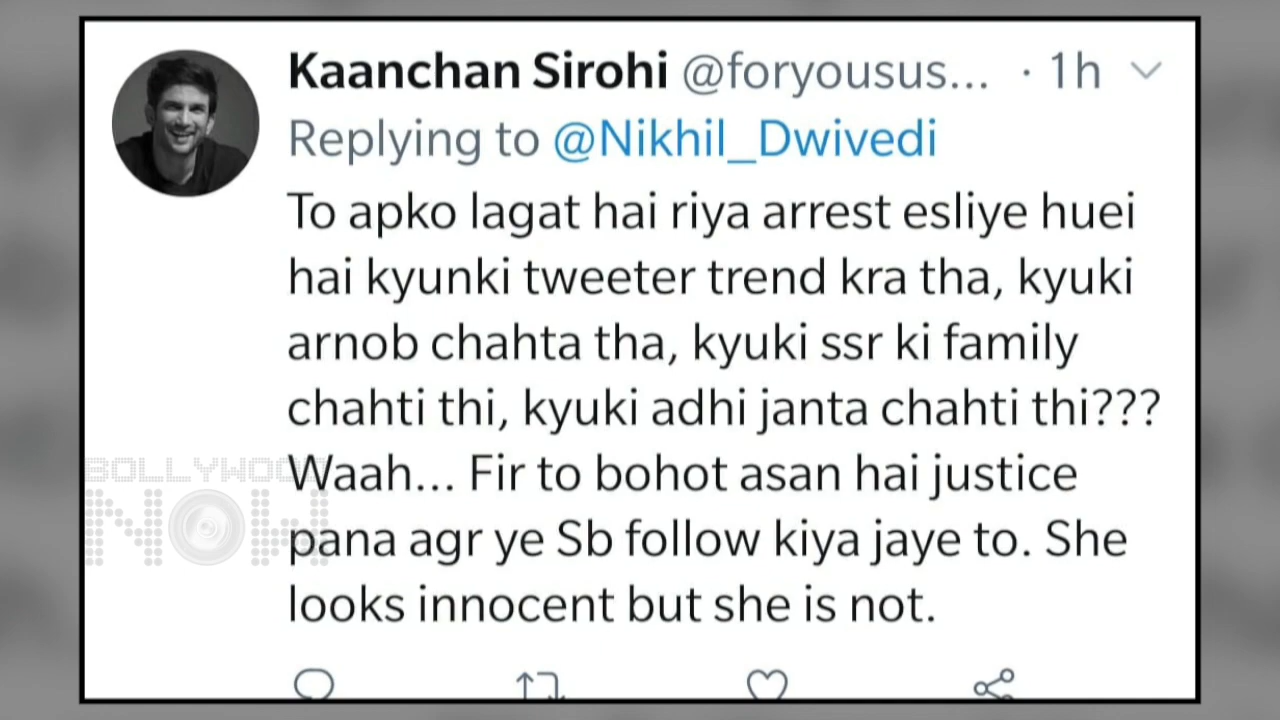 Kaanchan Sirohi @foryousus... · 1h
Replying to @Nikhil_Dwivedi
To apko lagat hai riya arrest esliye huei
hai kyunki tweeter trend kra tha, kyuki
arnob chahta tha, kyuki ssr ki family
chahti thi, kyuki adhi janta chahti thi???
Waah... Fir to bohot asan hai justice
pana agr ye Sb follow kiya jaye to. She
looks innocent but she is not.
BOLLYWOOD
NOW